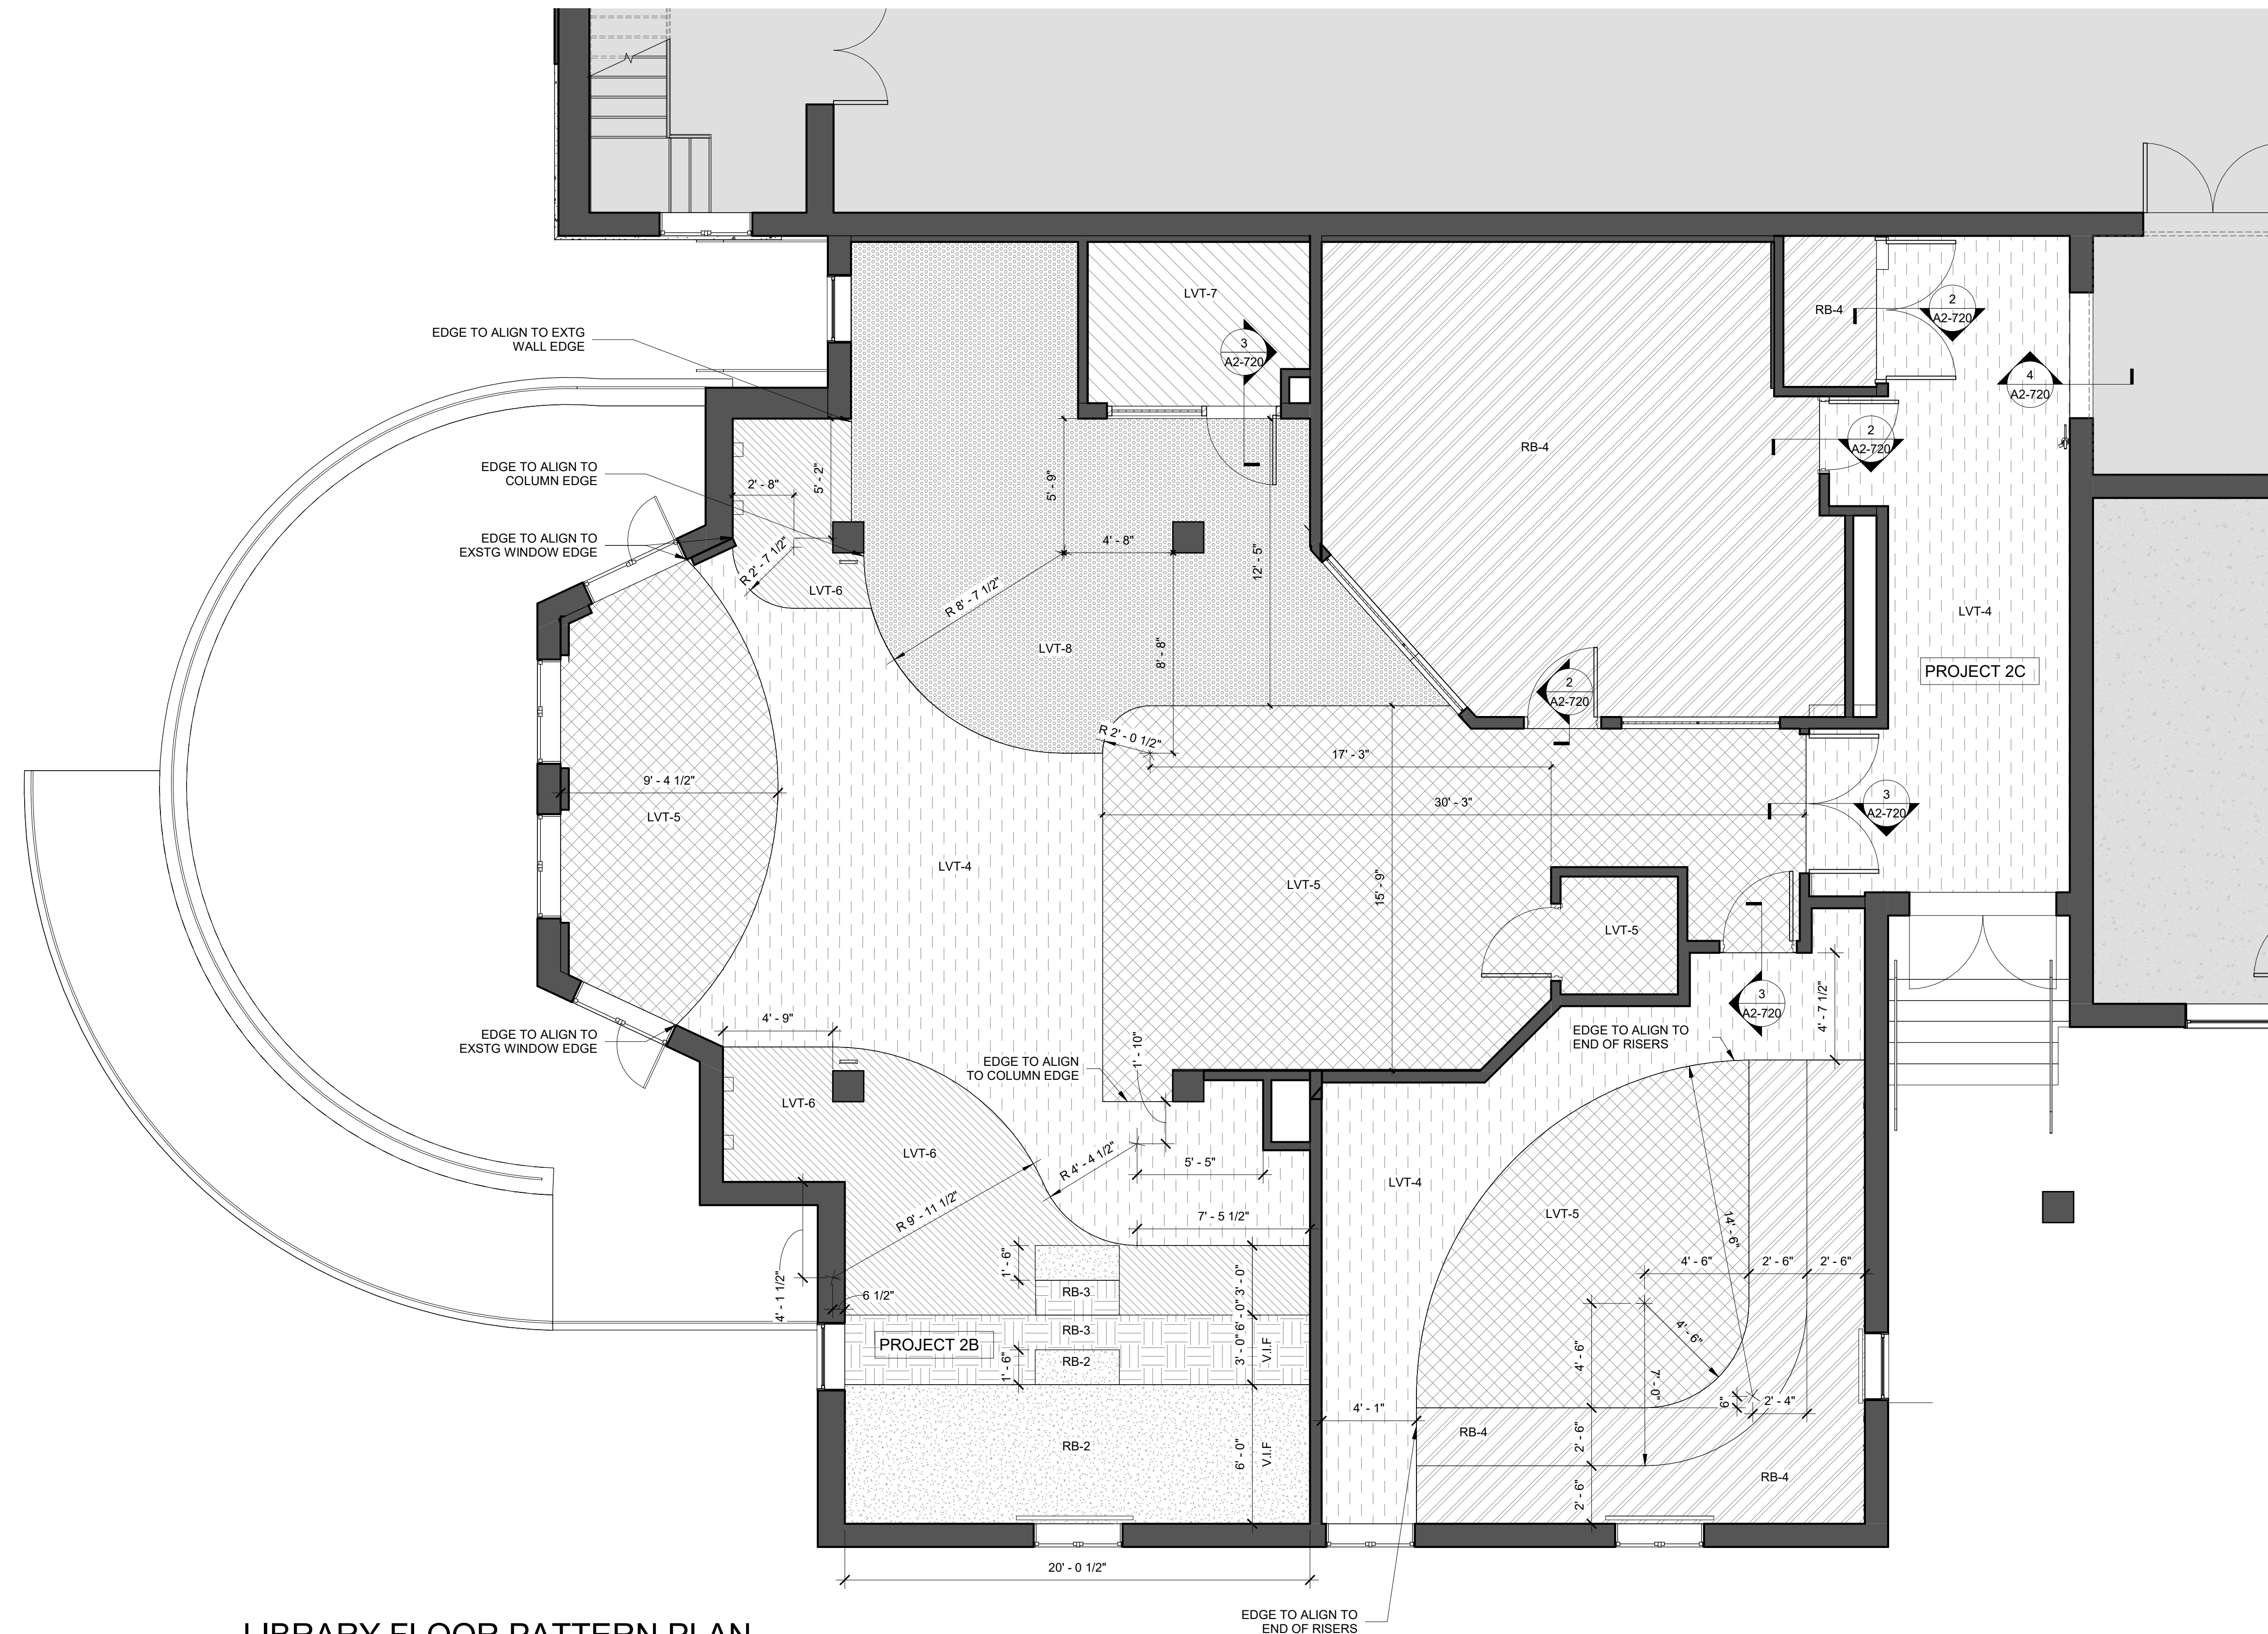 LVT-7
RB-4
2
A2-720
EDGE TO ALIGN TO EXTG
WALL EDGE
3
A2-720
4
A2-720
2
A2-720
RB-4
EDGE TO ALIGN TO
COLUMN EDGE
2' - 8"
5' - 2"
5' - 9"
EDGE TO ALIGN TO
EXSTG WINDOW EDGE
4' - 8"
12' - 5"
R 2' - 7 1/2"
LVT-6
R 8' - 7 1/2"
LVT-4
LVT-8
8' - 8"
PROJECT 2C
2
A2-720
R 2' - 0 1/2"
17' - 3"
9' - 4 1/2"
30' - 3"
3
A2-720
LVT-5
LVT-4
LVT-5
15' - 9"
LVT-5
3
A2-720
4' - 7 1/2"
4' - 9"
EDGE TO ALIGN TO
EXSTG WINDOW EDGE
EDGE TO ALIGN TO
END OF RISERS
EDGE TO ALIGN
TO COLUMN EDGE
1' - 10"
LVT-6
LVT-6
R 4' - 4 1/2"
5' - 5"
LVT-4
R 9' - 11 1/2"
7' - 5 1/2"
LVT-5
14' - 6"
4' - 6"
2' - 6"
2' - 6"
1' - 6"
3' - 0"
4' - 1 1/2"
6 1/2"
RB-3
6' - 0"
RB-3
PROJECT 2B
3' - 0"
V.I.F
1' - 6"
RB-2
4' - 6"
4' - 6"
7' - 0"
6"
2' - 4"
4' - 1"
RB-4
RB-2
6' - 0"
V.I.F
2' - 6"
RB-4
2' - 6"
20' - 0 1/2"
EDGE TO ALIGN TO
END OF RISERS
LIBRARY FLOOR PATTERN PLAN